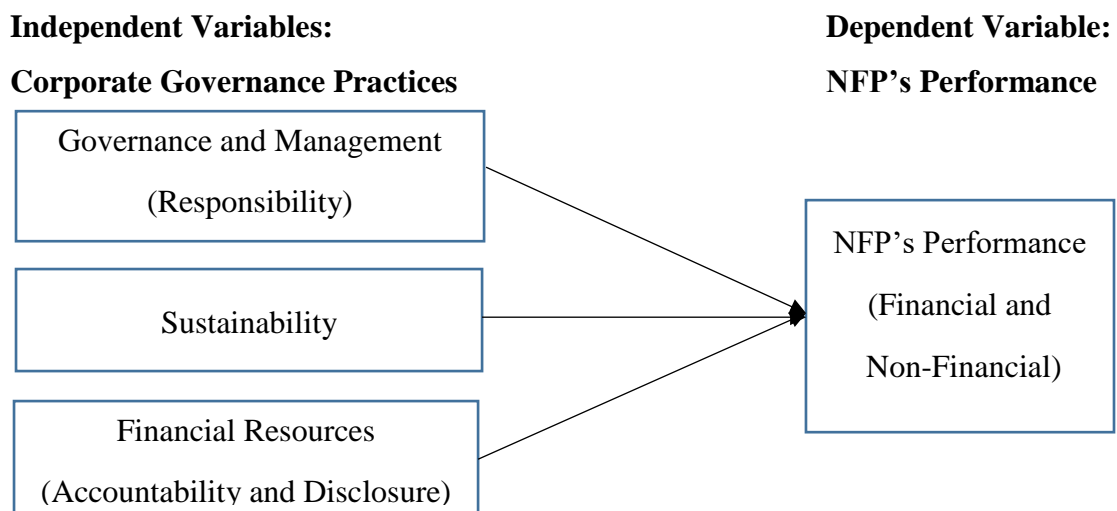 Independent Variables:
Corporate Governance Practices
Dependent Variable:
NFP’s Performance
Governance and Management
(Responsibility)
Sustainability
Financial Resources
(Accountability and Disclosure)
NFP’s Performance
(Financial and
Non-Financial)